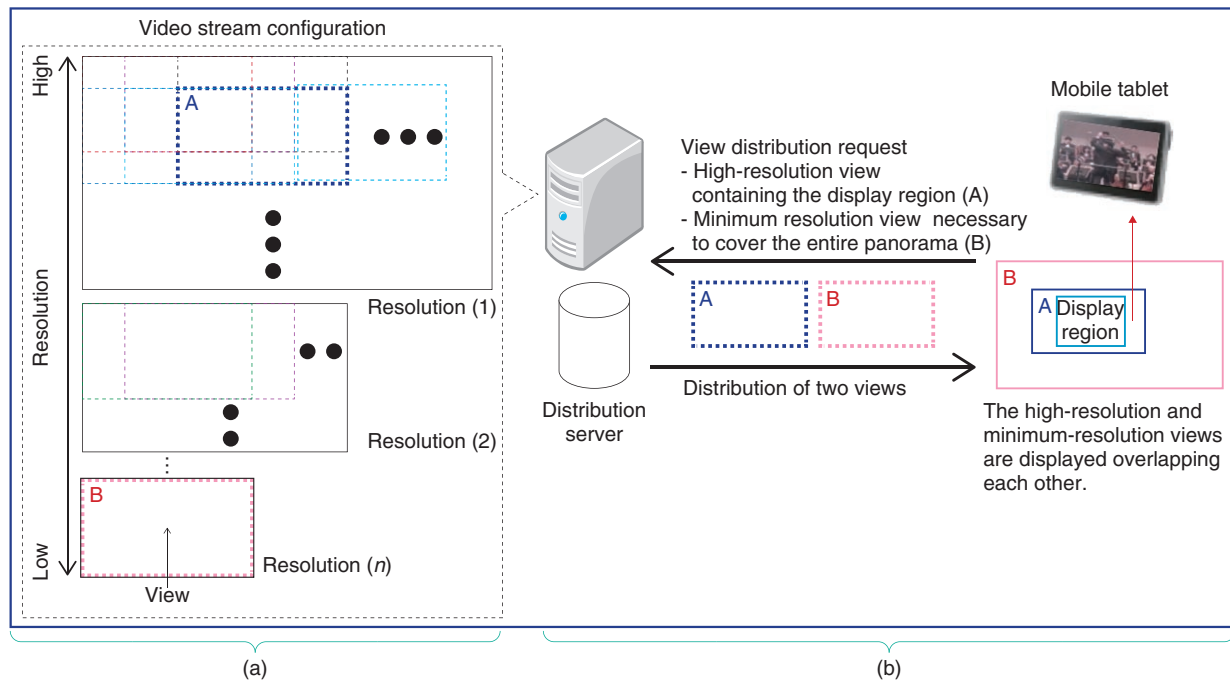 Video stream configuration
High
Resolution
Low
A
Resolution (1)
Resolution (2)
B
Resolution (n)
View
(a)
Mobile tablet
View distribution request
- High-resolution view
containing the display region (A)
- Minimum resolution view necessary
to cover the entire panorama (B)
A
B
Distribution of two views
Distribution
server
B
A
Display
region
The high-resolution and
minimum-resolution views
are displayed overlapping
each other.
(b)